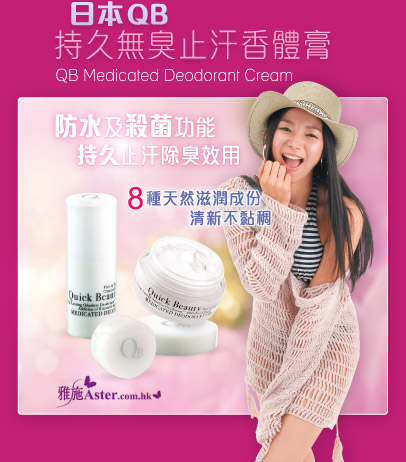 日本QB
持久無臭止汗香體膏
QB Medicated Deodorant Cream
防水及殺菌功能
持久止汗除臭效用
8種天然滋潤成份
清新不黏稠
Quick Beauty
MEDICATED DEODORANT
Quick Beauty
MEDICATED DEODORANT
QB
雅施Aster.com.hk